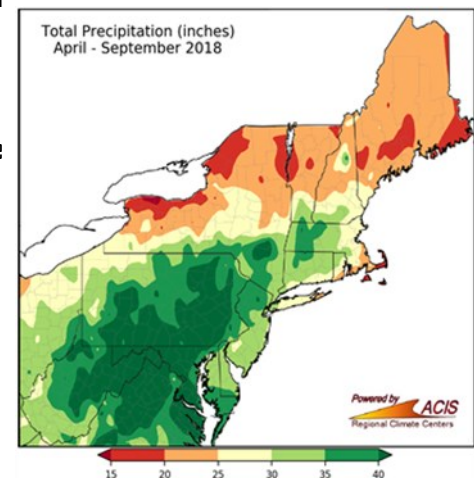 Total Precipitation (inches)
April - September 2018
Powered by
ACIS
Regional Climate Centers
15 20 25 30 35 40